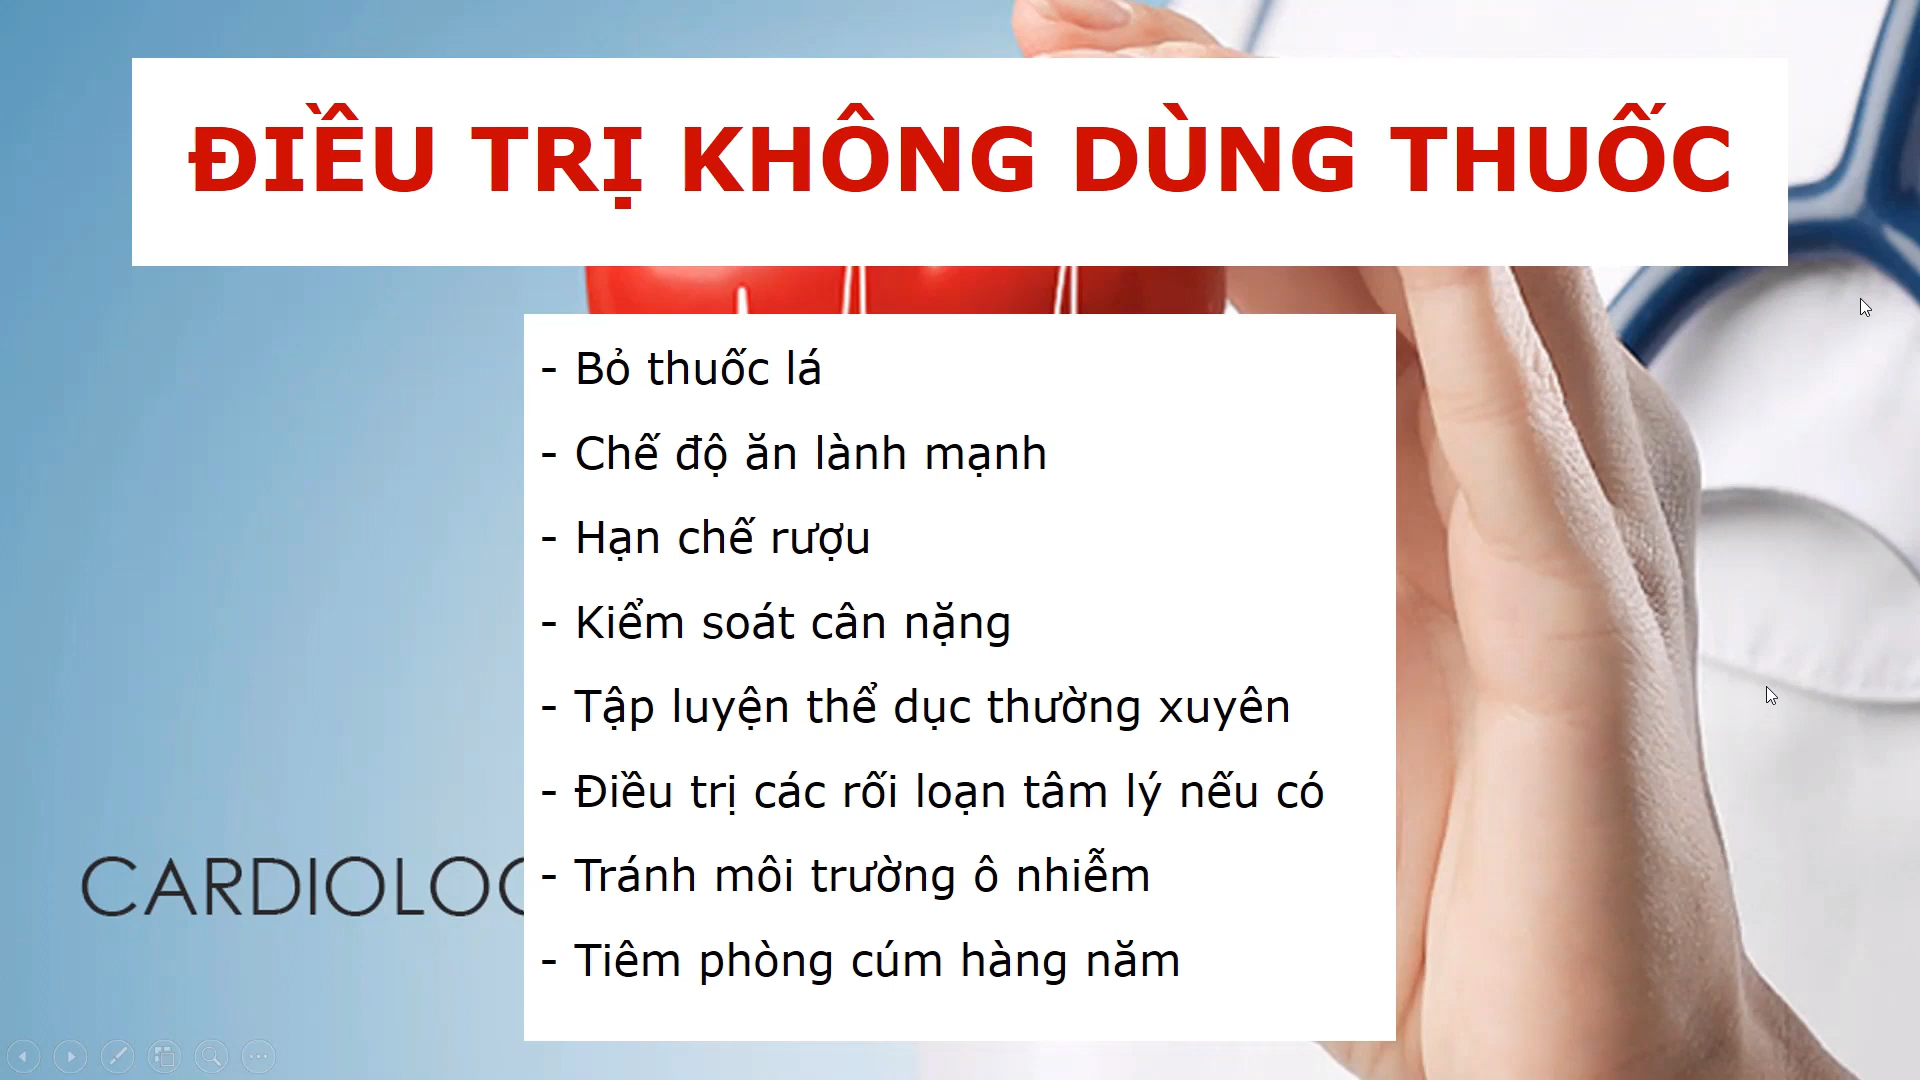 ĐIỀU TRỊ KHÔNG DÙNG THUỐC
- Bỏ thuốc lá
- Chế độ ăn lành mạnh
- Hạn chế rượu
- Kiểm soát cân nặng
- Tập luyện thể dục thường xuyên
- Điều trị các rối loạn tâm lý nếu có
- Tránh môi trường ô nhiễm
- Tiêm phòng cúm hàng năm